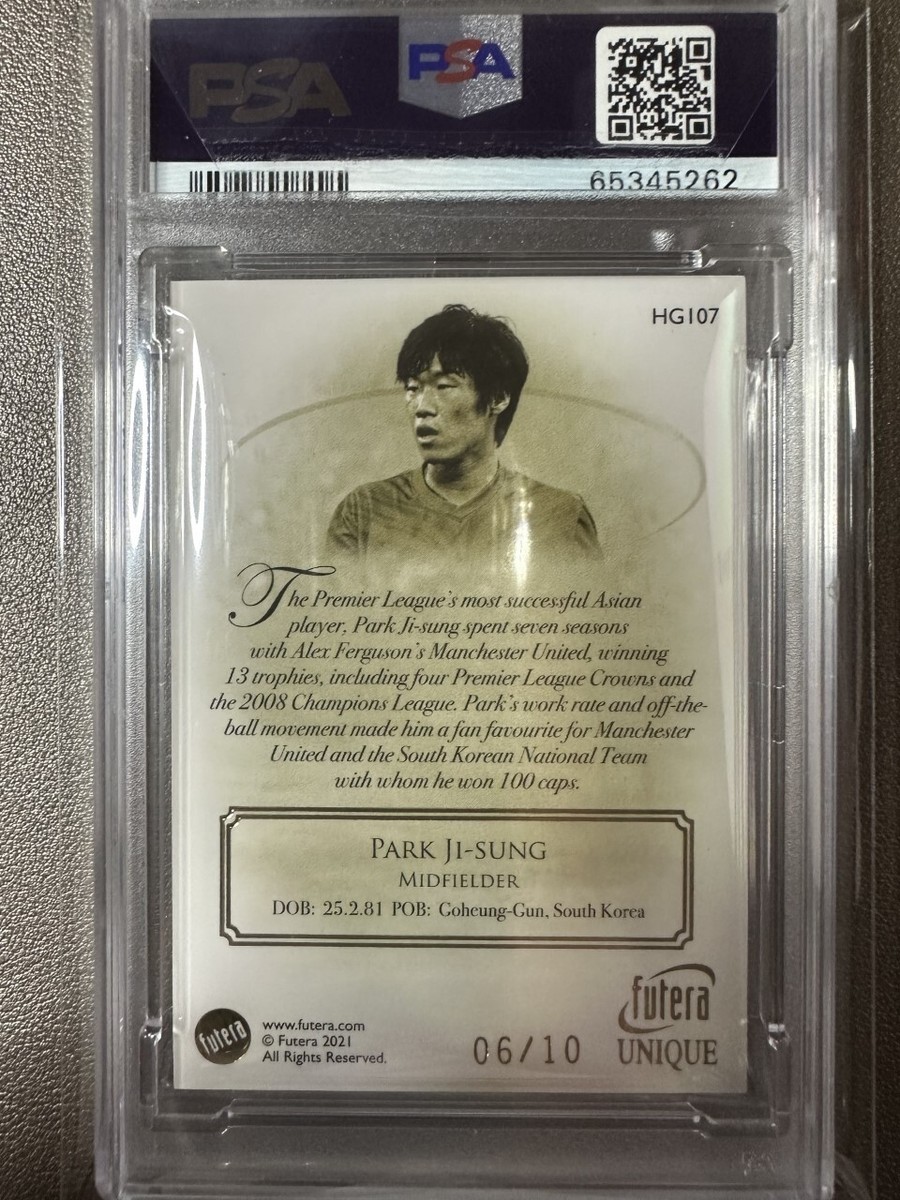 PSA PSA
65345262
HG107
The Premier League's most successful Asian
player, Park Ji-sung spent seven seasons
with Alex Ferguson's Manchester United, winning
13 trophies, including four Premier League Crowns and
the 2008 Champions League. Park's work rate and off-the-
ball movement made him a fan favourite for Manchester
United and the South Korean National Team
with whom he won 100 caps.
PARK JI-SUNG
MIDFIELDER
DOB: 25.2.81 POB: Goheung-Gun, South Korea
futera
www.futera.com
© Futera 2021
All Rights Reserved.
06/10
futera
UNIQUE